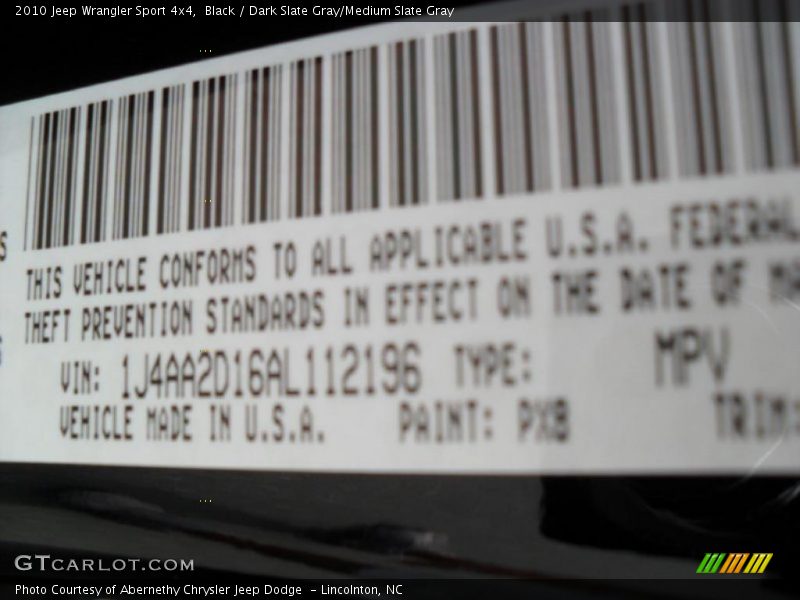 2010 Jeep Wrangler Sport 4x4,  Black / Dark Slate Gray/Medium Slate Gray
THIS VEHICLE CONFORMS TO ALL APPLICABLE U.S.A. FEDERAL
THEFT PREVENTION STANDARDS IN EFFECT ON THE DATE OF
VIN: 1J4AA2D16AL112196 TYPE: MPV
VEHICLE MADE IN U.S.A. PAINT: PX8 TRIM:
GTCARLOT.COM
Photo Courtesy of Abernethy Chrysler Jeep Dodge  - Lincolnton, NC